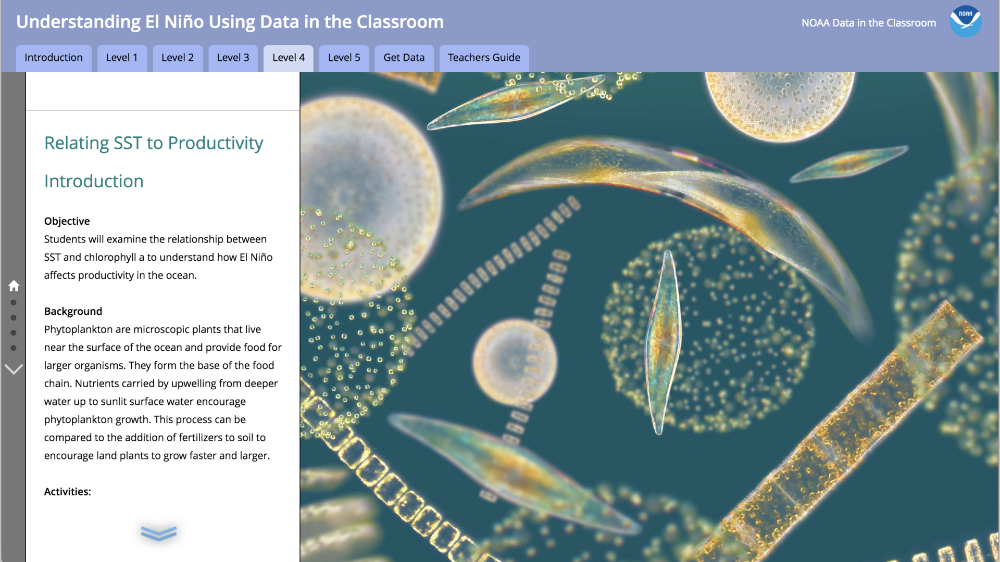 Understanding El Niño Using Data in the Classroom
NOAA Data in the Classroom
NOAA
Introduction
Level 1
Level 2
Level 3
Level 4
Level 5
Get Data
Teachers Guide
Relating SST to Productivity
Introduction
Objective
Students will examine the relationship between
SST and chlorophyll a to understand how El Niño
affects productivity in the ocean.
Background
Phytoplankton are microscopic plants that live
near the surface of the ocean and provide food for
larger organisms. They form the base of the food
chain. Nutrients carried by upwelling from deeper
water up to sunlit surface water encourage
phytoplankton growth. This process can be
compared to the addition of fertilizers to soil to
encourage land plants to grow faster and larger.
Activities: